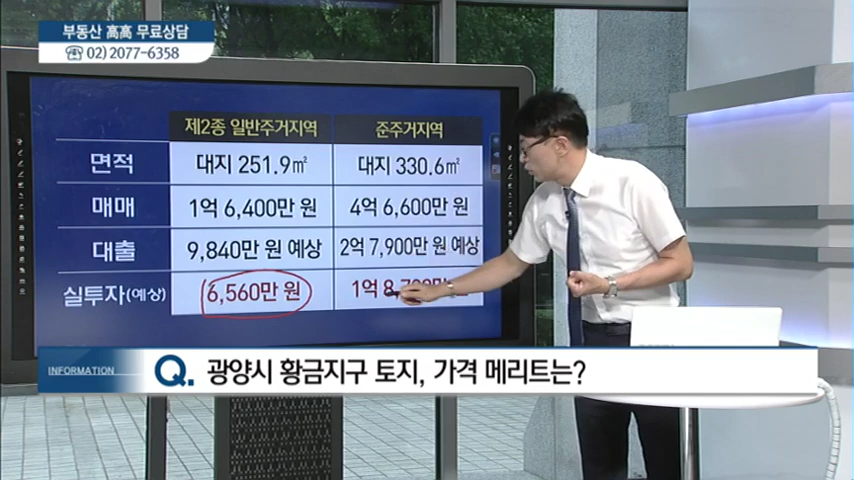 부동산 高高 무료상담
☎ 02) 2077-6358
제2종 일반주거지역 준주거지역
면적 대지 251.9㎡ 대지 330.6㎡
매매 1억 6,400만 원 4억 6,600만 원
대출 9,840만 원 예상 2억 7,900만 원 예상
실투자(예상) 6,560만 원 1억
INFORMATION Q. 광양시 황금지구 토지, 가격 메리트는?